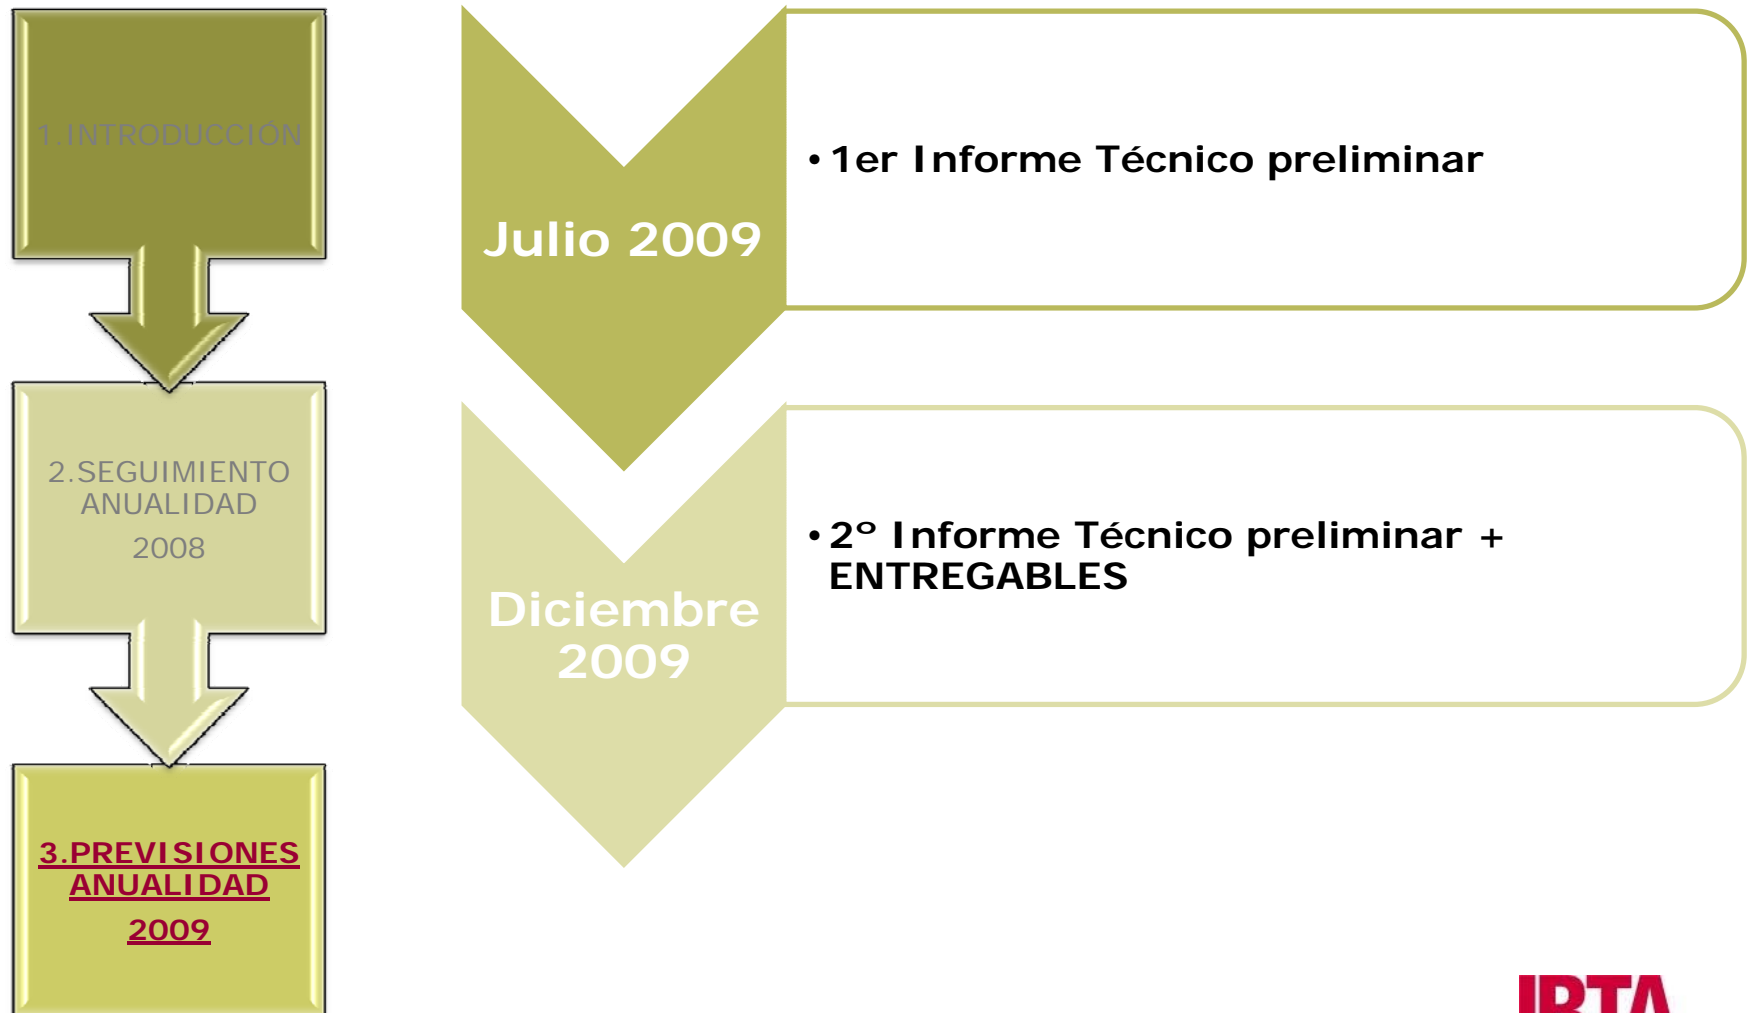 1.INTRODUCCIÓN
2.SEGUIMIENTO
ANUALIDAD
2008
3.PREVISIONES
ANUALIDAD
2009
Julio 2009
• 1er Informe Técnico preliminar
Diciembre
2009
• 2º Informe Técnico preliminar +
ENTREGABLES
IRTA